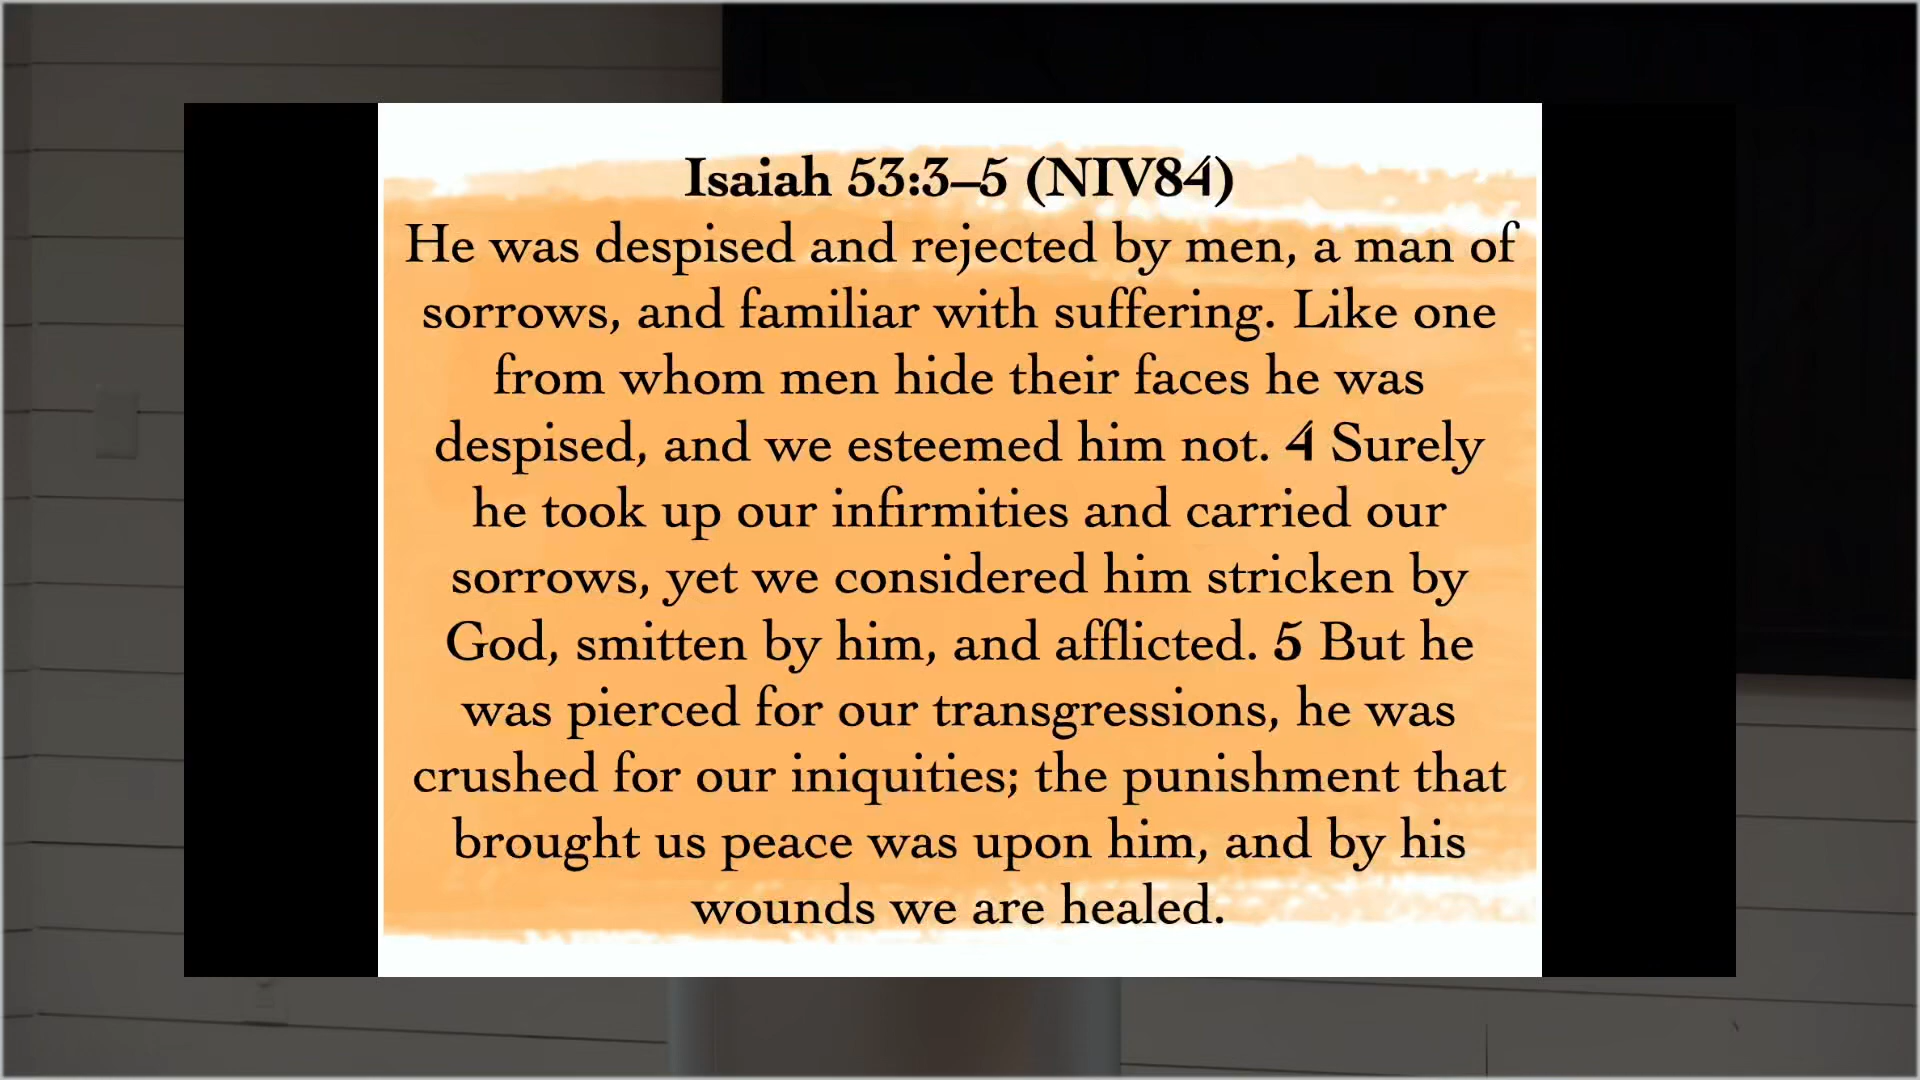 Isaiah 53:3–5 (NIV84)
He was despised and rejected by men, a man of
sorrows, and familiar with suffering. Like one
from whom men hide their faces he was
despised, and we esteemed him not. 4 Surely
he took up our infirmities and carried our
sorrows, yet we considered him stricken by
God, smitten by him, and afflicted. 5 But he
was pierced for our transgressions, he was
crushed for our iniquities; the punishment that
brought us peace was upon him, and by his
wounds we are healed.